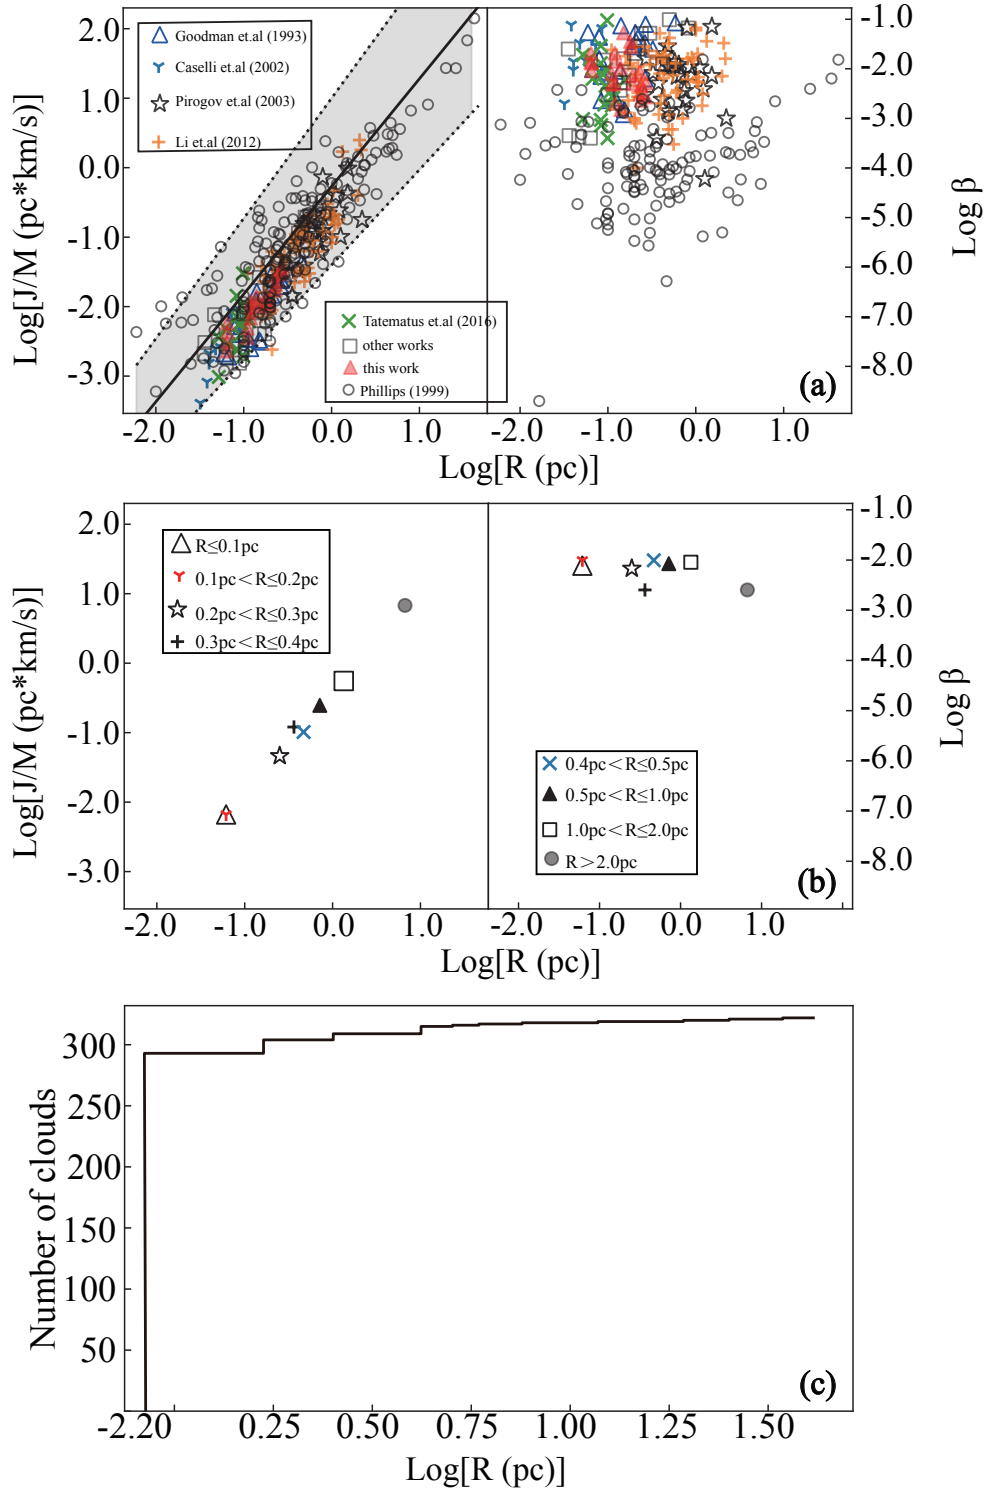 2.0
1.0
0.0
-1.0
-2.0
-3.0
Log[J/M (pc*km/s)]
Goodman et.al (1993)
Caselli et.al (2002)
Pirogov et.al (2003)
Li et.al (2012)
Tatematus et.al (2016)
other works
this work
Phillips (1999)
-1.0
-2.0
-3.0
-4.0
-5.0
-6.0
-7.0
-8.0
Log β
(a)
-2.0 -1.0 0.0 1.0 -2.0 -1.0 0.0 1.0
Log[R (pc)]
2.0
1.0
0.0
-1.0
-2.0
-3.0
Log[J/M (pc*km/s)]
R≤0.1pc
0.1pc<R≤0.2pc
0.2pc<R≤0.3pc
0.3pc<R≤0.4pc
0.4pc<R≤0.5pc
0.5pc<R≤1.0pc
1.0pc<R≤2.0pc
R>2.0pc
-1.0
-2.0
-3.0
-4.0
-5.0
-6.0
-7.0
-8.0
Log β
(b)
-2.0 -1.0 0.0 1.0 -2.0 -1.0 0.0 1.0
Log[R (pc)]
300
250
200
150
100
50
Number of clouds
(c)
-2.20 0.25 0.50 0.75 1.00 1.25 1.50
Log[R (pc)]